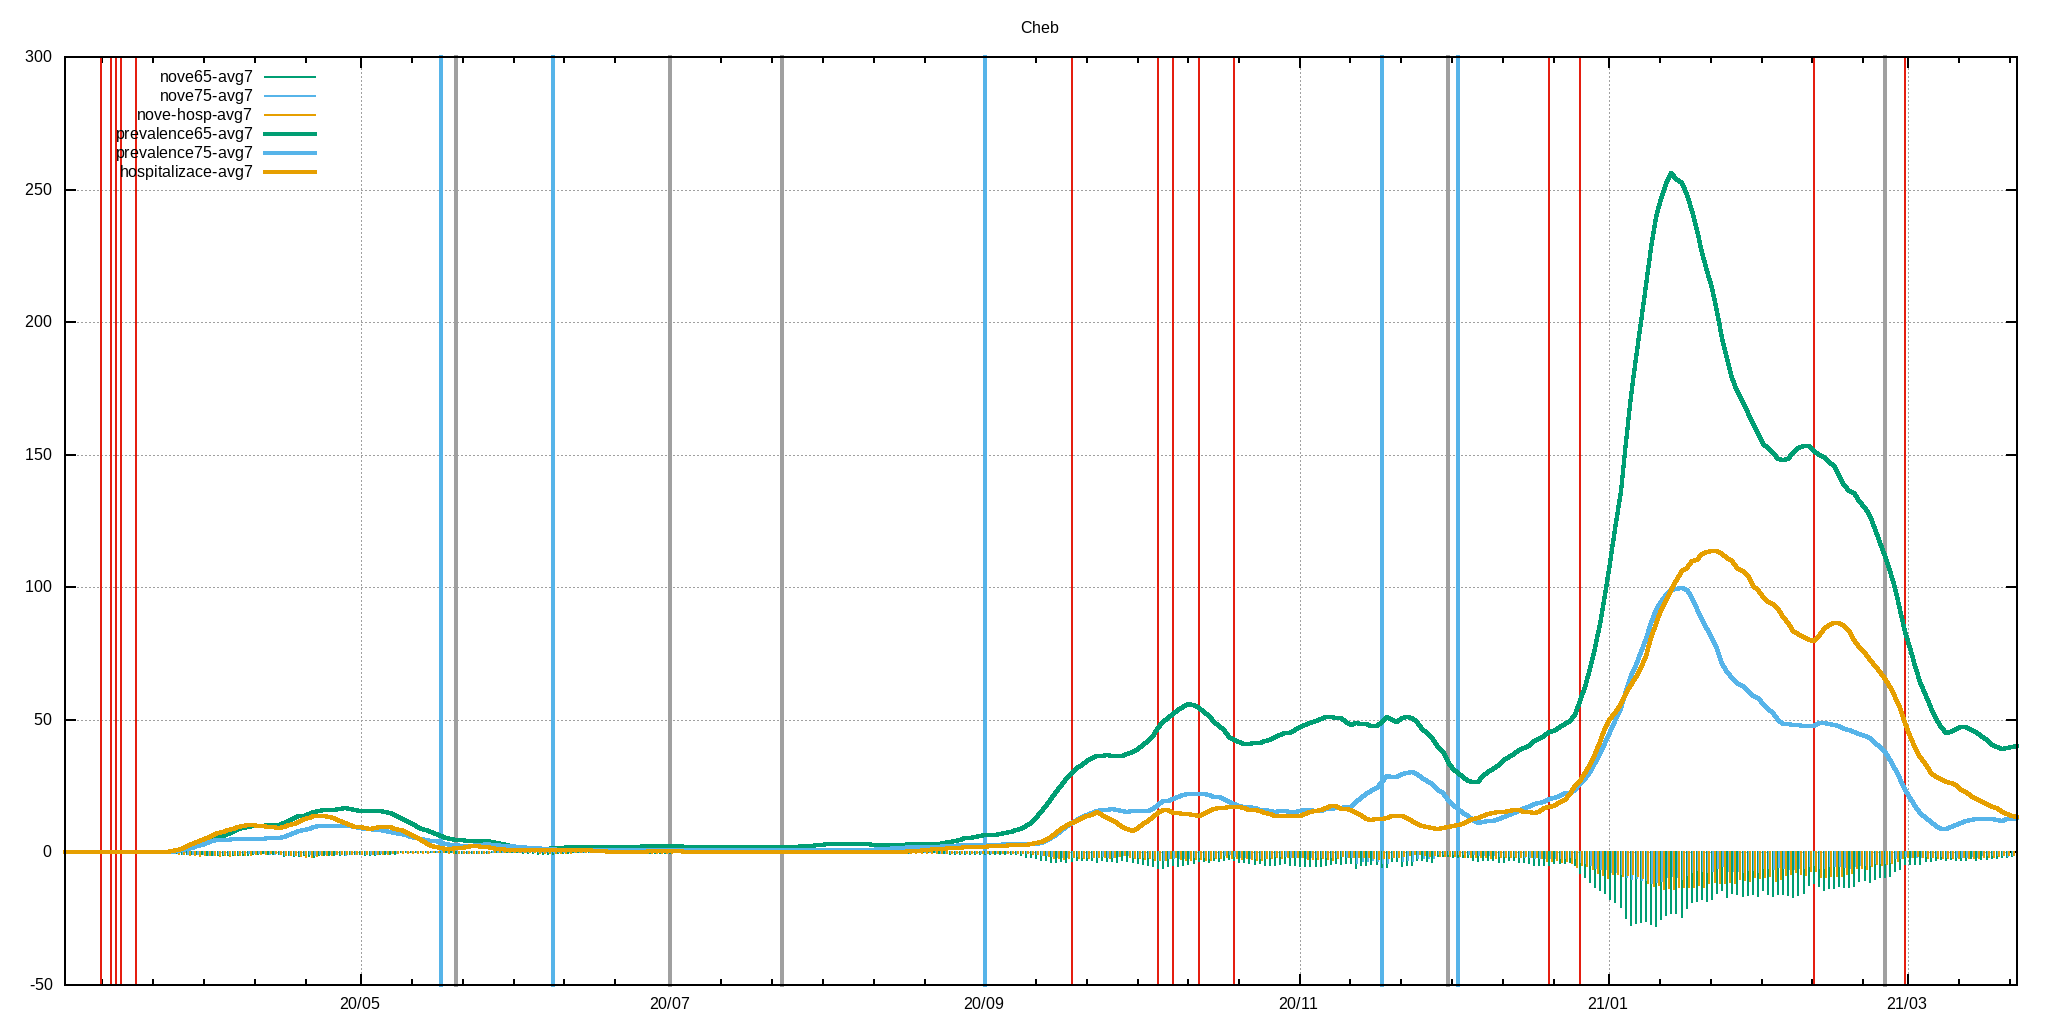 Cheb
300
nove65-avg7
nove75-avg7
nove-hosp-avg7
prevalence65-avg7
prevalence75-avg7
hospitalizace-avg7
250
200
150
100
50
0
-50
20/05 20/07 20/09 20/11 21/01 21/03